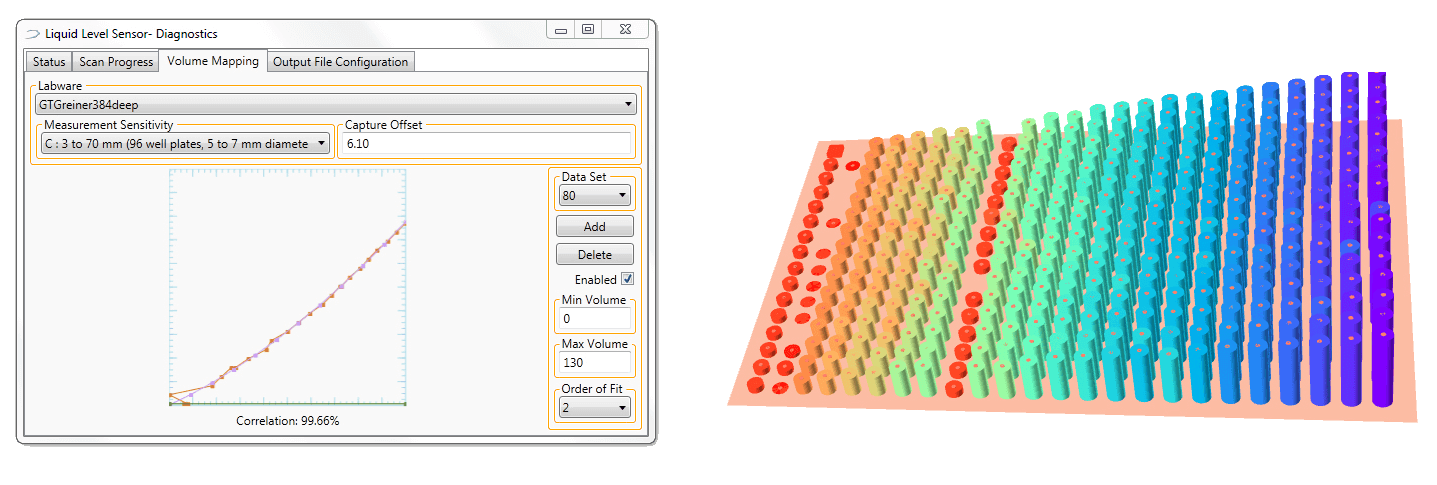 Liquid Level Sensor- Diagnostics
Status Scan Progress Volume Mapping Output File Configuration
Labware
GTGreiner384deep
Measurement Sensitivity Capture Offset
C : 3 to 70 mm (96 well plates, 5 to 7 mm diamete 6.10
Data Set
80
Add
Delete
Enabled
Min Volume
0
Max Volume
130
Order of Fit
2
Correlation: 99.66%